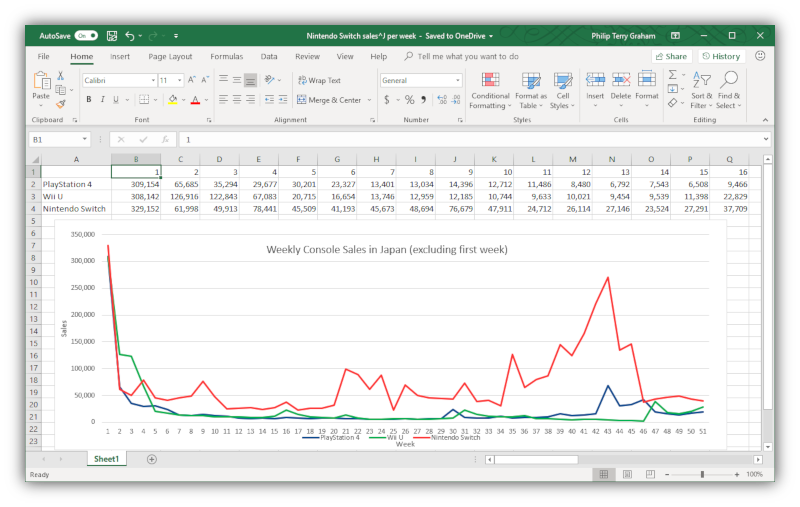 AutoSave On Nintendo Switch sales^J per week - Saved to OneDrive Philip Terry Graham
File Home Insert Page Layout Formulas Data Review View Help Tell me what you want to do Share History
Paste Calibri 11 A A Wrap Text General Conditional Formatting Format as Table Cell Styles Insert Delete Format Sort & Filter Find & Select
B I U A Merge & Center $ % ,
Clipboard Font Alignment Number Styles Cells Editing
B1 fx 1
A B C D E F G H I J K L M N O P Q
1 1 2 3 4 5 6 7 8 9 10 11 12 13 14 15 16
2 PlayStation 4 309,154 65,685 35,294 29,677 30,201 23,327 13,401 13,034 14,396 12,712 11,486 8,480 6,792 7,543 6,508 9,466
3 Wii U 308,142 126,916 122,843 67,083 20,715 16,654 13,746 12,959 12,185 10,744 9,633 10,021 9,454 9,539 11,398 22,829
4 Nintendo Switch 329,152 61,998 49,913 78,441 45,509 41,193 45,673 48,694 76,679 47,911 24,712 26,114 27,146 23,524 27,291 37,709
5
6
7
8
9
10
11
12
13
14
15
16
17
18
19
20
21
22
23
Weekly Console Sales in Japan (excluding first week)
350,000
300,000
250,000
200,000
150,000
100,000
50,000
0
Sales
1 2 3 4 5 6 7 8 9 10 11 12 13 14 15 16 17 18 19 20 21 22 23 24 25 26 27 28 29 30 31 32 33 34 35 36 37 38 39 40 41 42 43 44 45 46 47 48 49 50 51
PlayStation 4 Wii U Nintendo Switch
Week
Sheet1
Ready 100%